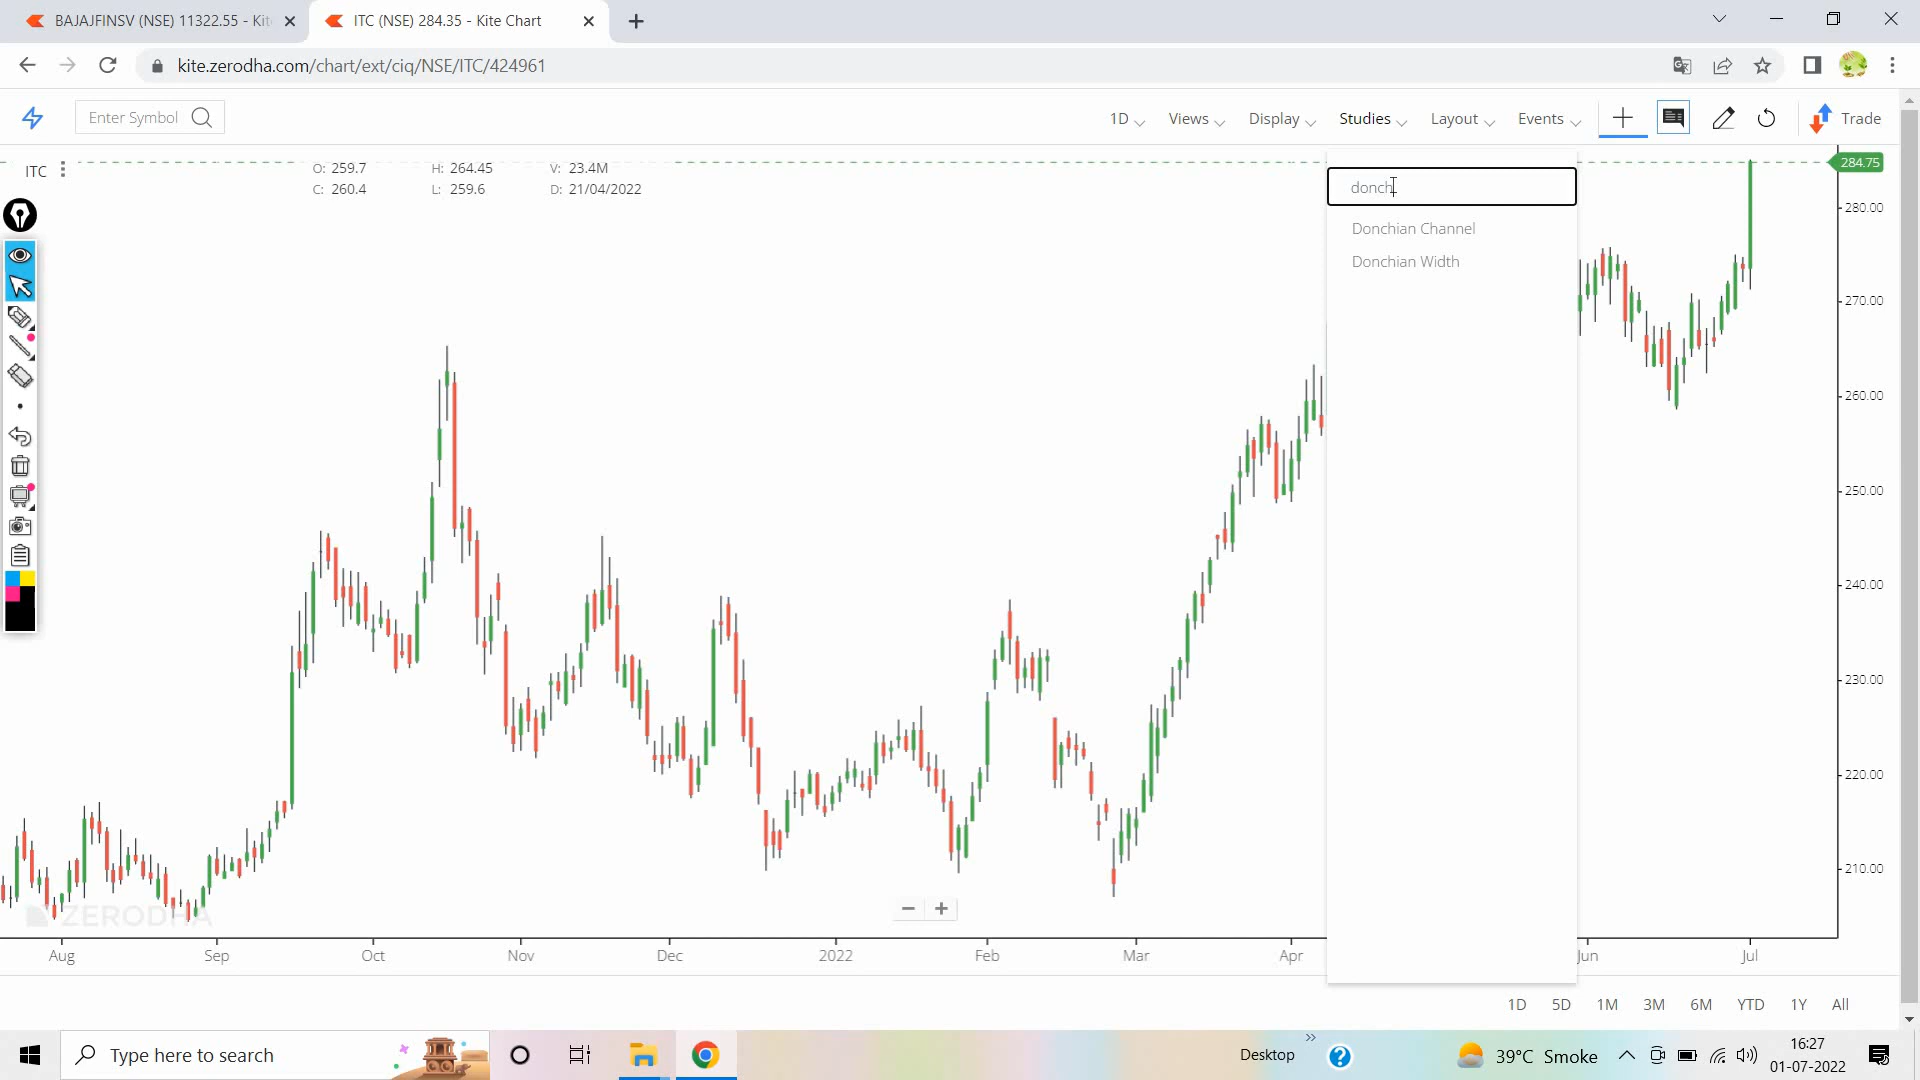 BAJAJFINSV (NSE) 11322.55 - Kit
ITC (NSE) 284.35 - Kite Chart
kite.zerodha.com/chart/ext/ciq/NSE/ITC/424961
Enter Symbol
1D Views Display Studies Layout Events Trade
ITC
O: 259.7 H: 264.45 V: 23.4M
C: 260.4 L: 259.6 D: 21/04/2022
284.75
donch
Donchian Channel
Donchian Width
280.00
270.00
260.00
250.00
240.00
230.00
220.00
210.00
ZERODHA
Aug Sep Oct Nov Dec 2022 Feb Mar Apr Jun Jul
1D 5D 1M 3M 6M YTD 1Y All
Type here to search
Desktop
39°C Smoke
16:27
01-07-2022